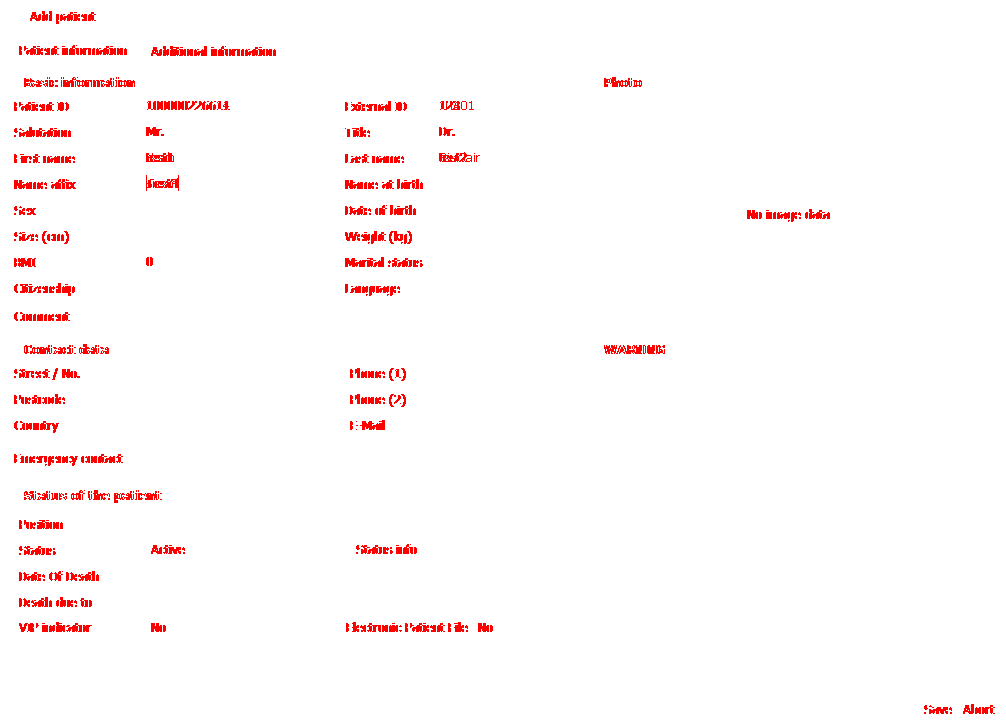 Add patient
Patient information Additional information
Basic information Photo
Patient ID 100000226614 External ID
Salutation Mr. Title Dr.
First name Last name
Name affix Name at birth
Sex Date of birth No image data
Size (cm) Weight (kg)
BMI 0 Marital status
Citizenship Language
Comment
Contact data WARNING
Street / No. Phone (1)
Postcode Phone (2)
Country E-Mail
Emergency contact
Status of the patient
Position
Status Active Status info
Date Of Death
Death due to
VIP indicator No Electronic Patient File No
Save Abort